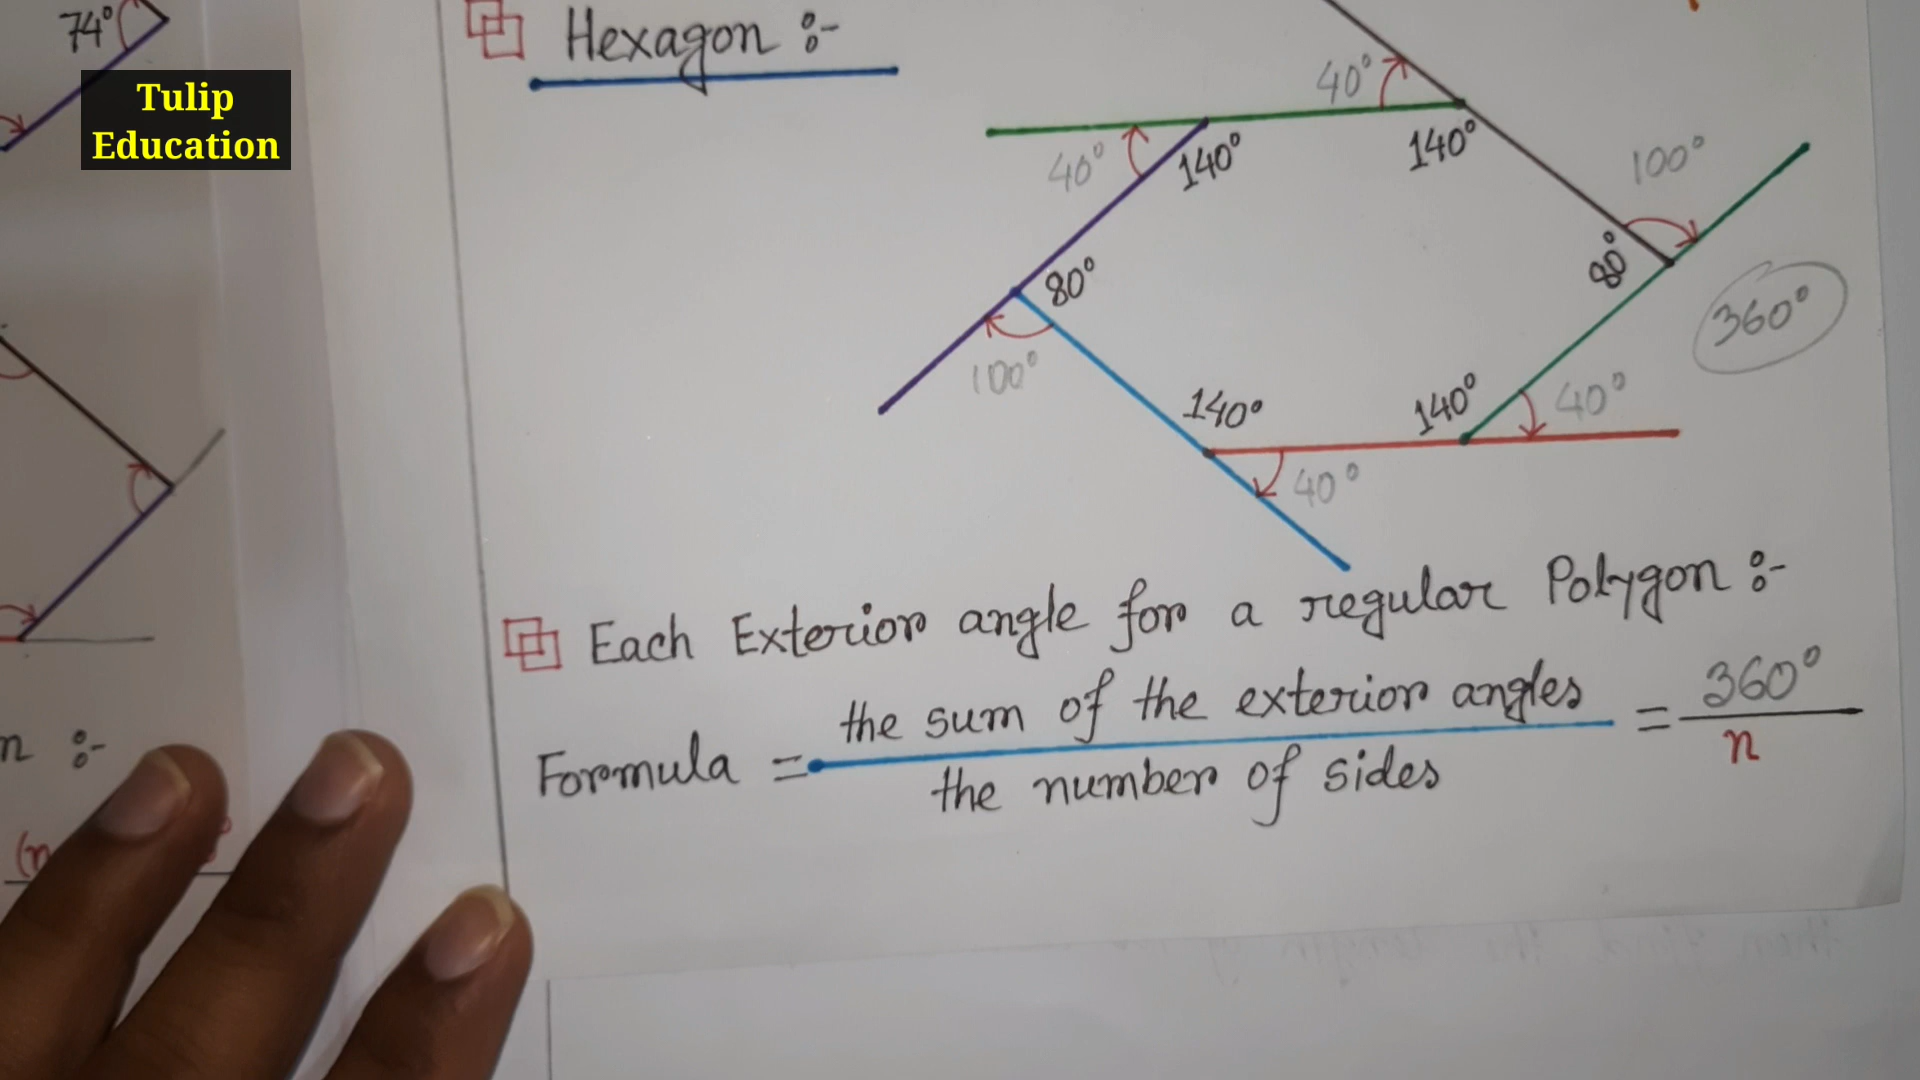 74°
Tulip
Education
Hexagon :-
40°
40°
140°
140°
100°
80°
80°
360°
100°
140°
140°
40°
40°
Each Exterior angle for a regular Polygon :-
the sum of the exterior angles
Formula = = 360°
the number of sides
n
n :-
(n